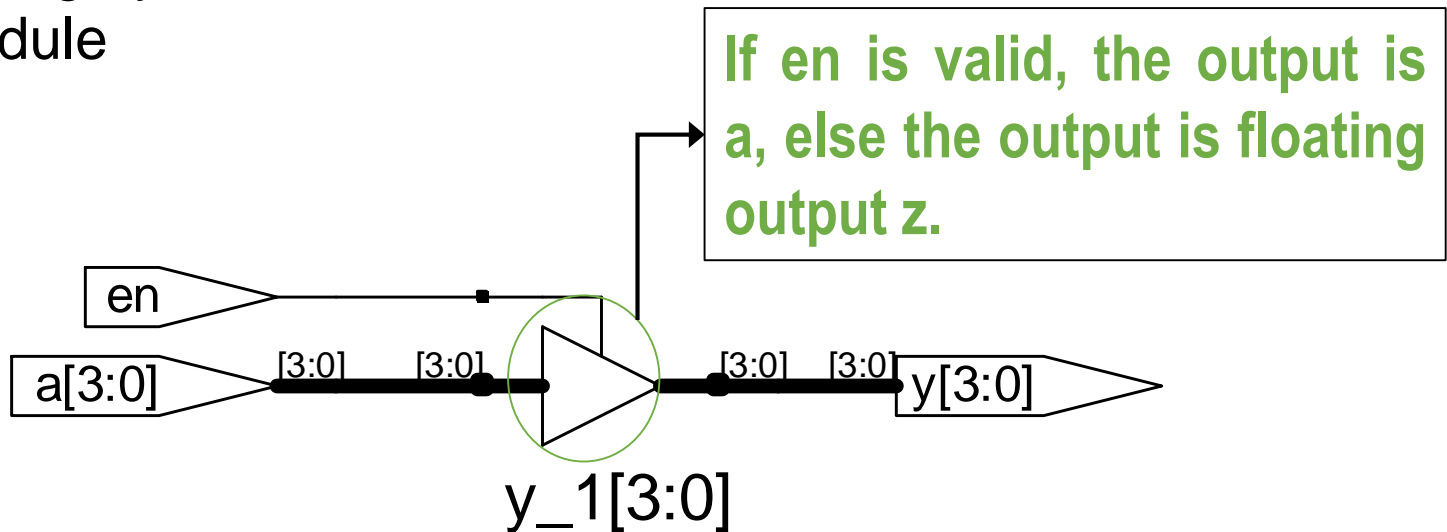 dule
If en is valid, the output is
a, else the output is floating
output z.
en
a[3:0]
[3:0]
[3:0]
[3:0]
[3:0]
y[3:0]
y_1[3:0]